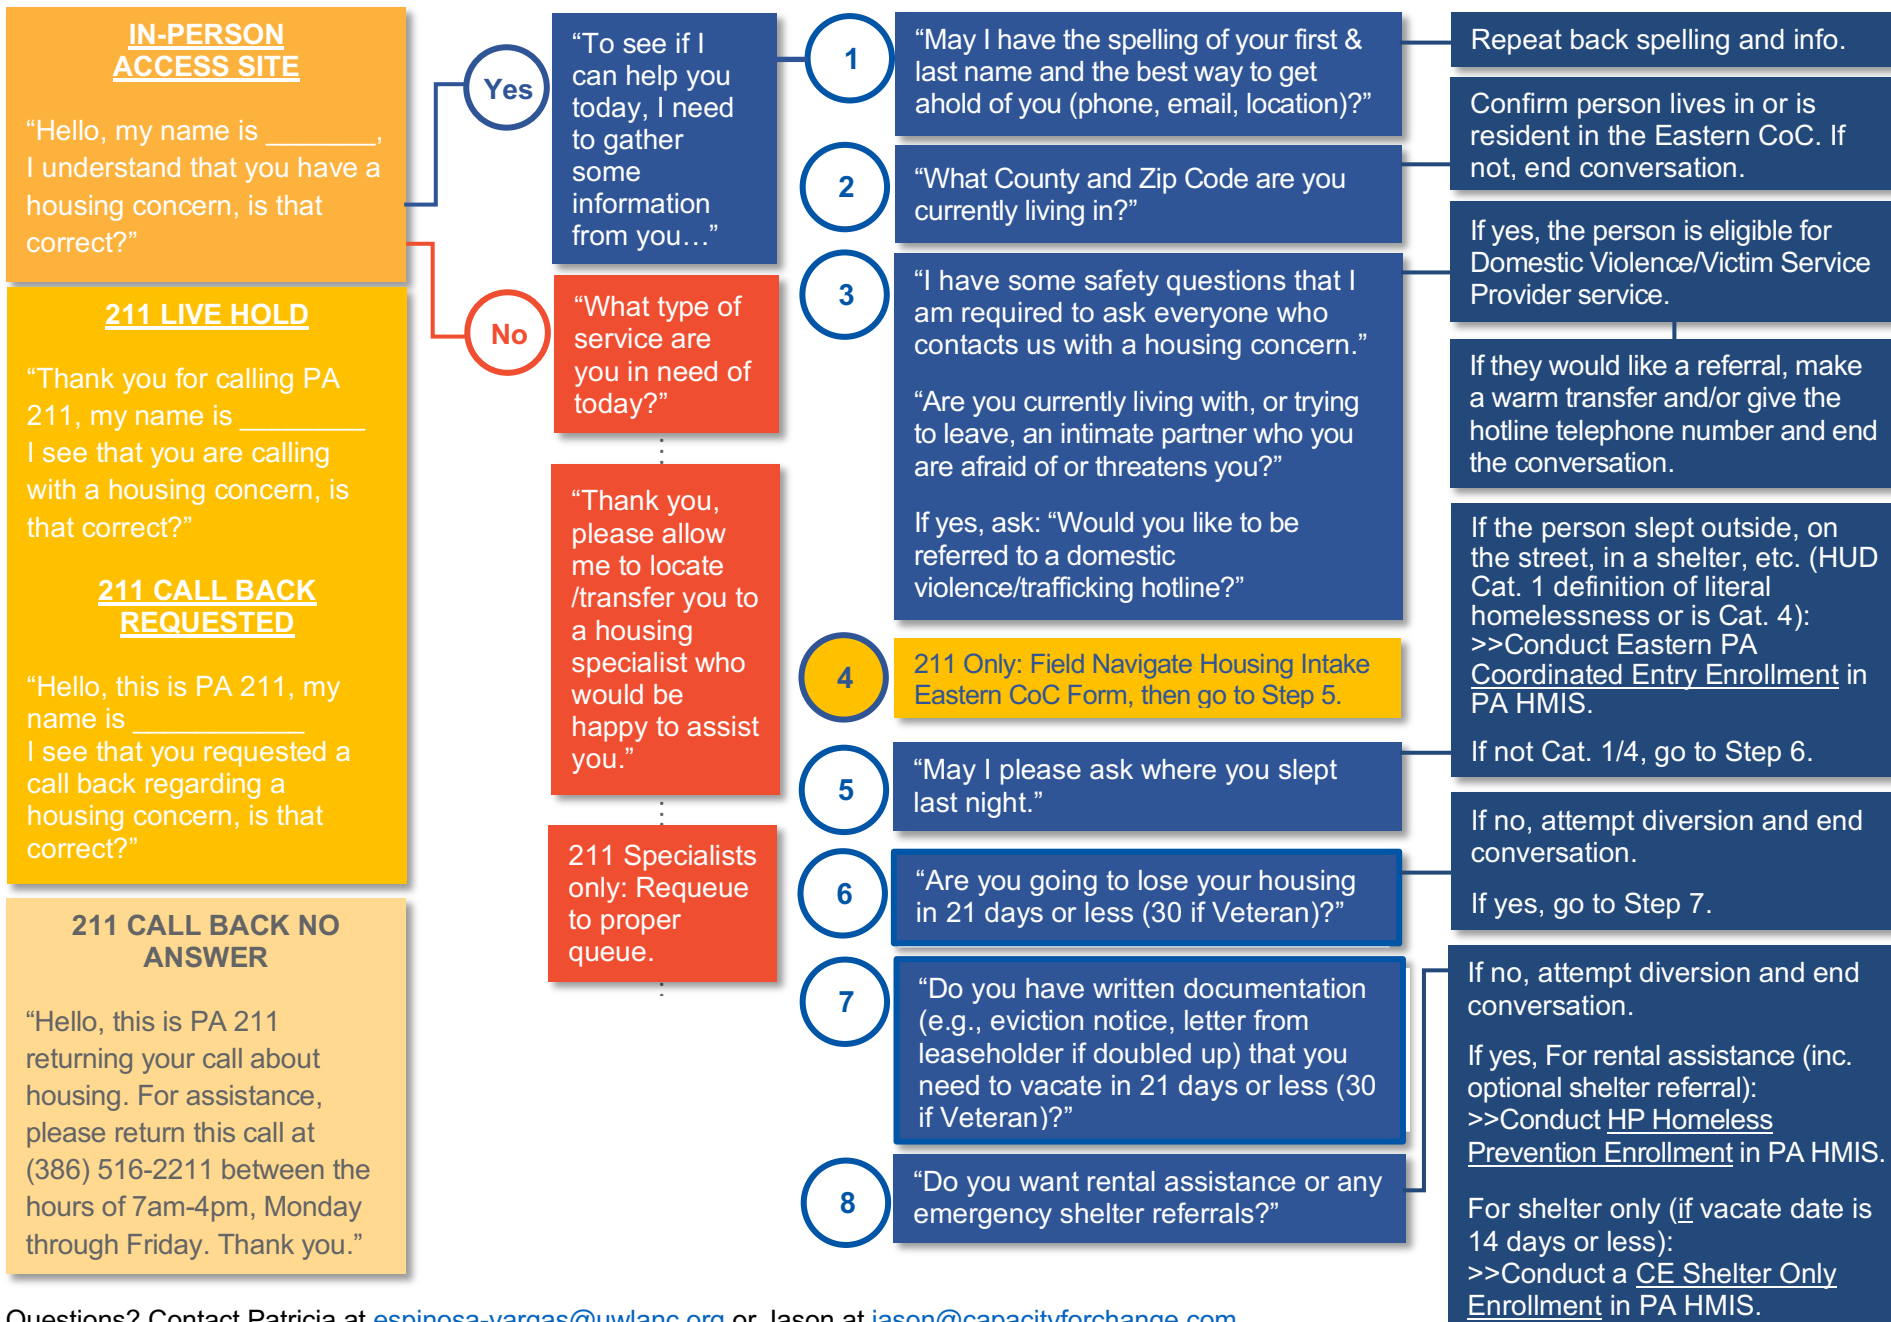 IN-PERSON
ACCESS SITE
“Hello, my name is _______,
I understand that you have a
housing concern, is that
correct?”
211 LIVE HOLD
“Thank you for calling PA
211, my name is ________
I see that you are calling
with a housing concern, is
that correct?”
211 CALL BACK
REQUESTED
“Hello, this is PA 211, my
name is ___________
I see that you requested a
call back regarding a
housing concern, is that
correct?”
211 CALL BACK NO
ANSWER
“Hello, this is PA 211
returning your call about
housing. For assistance,
please return this call at
(386) 516-2211 between the
hours of 7am-4pm, Monday
through Friday. Thank you.”
Yes
“To see if I
can help you
today, I need
to gather
some
information
from you…”
No
“What type of
service are
you in need of
today?”
“Thank you,
please allow
me to locate
/transfer you to
a housing
specialist who
would be
happy to assist
you.”
211 Specialists
only: Requeue
to proper
queue.
1
“May I have the spelling of your first &
last name and the best way to get
ahold of you (phone, email, location)?”
Repeat back spelling and info.
2
“What County and Zip Code are you
currently living in?”
Confirm person lives in or is
resident in the Eastern CoC. If
not, end conversation.
3
“I have some safety questions that I
am required to ask everyone who
contacts us with a housing concern.”
“Are you currently living with, or trying
to leave, an intimate partner who you
are afraid of or threatens you?”
If yes, ask: “Would you like to be
referred to a domestic
violence/trafficking hotline?”
If yes, the person is eligible for
Domestic Violence/Victim Service
Provider service.
If they would like a referral, make
a warm transfer and/or give the
hotline telephone number and end
the conversation.
4
211 Only: Field Navigate Housing Intake
Eastern CoC Form, then go to Step 5.
5
“May I please ask where you slept
last night.”
If the person slept outside, on
the street, in a shelter, etc. (HUD
Cat. 1 definition of literal
homelessness or is Cat. 4):
>>Conduct Eastern PA
Coordinated Entry Enrollment in
PA HMIS.
If not Cat. 1/4, go to Step 6.
6
“Are you going to lose your housing
in 21 days or less (30 if Veteran)?”
If no, attempt diversion and end
conversation.
If yes, go to Step 7.
7
“Do you have written documentation
(e.g., eviction notice, letter from
leaseholder if doubled up) that you
need to vacate in 21 days or less (30
if Veteran)?”
8
“Do you want rental assistance or any
emergency shelter referrals?”
If no, attempt diversion and end
conversation.
If yes, For rental assistance (inc.
optional shelter referral):
>>Conduct HP Homeless
Prevention Enrollment in PA HMIS.
For shelter only (if vacate date is
14 days or less):
>>Conduct a CE Shelter Only
Enrollment in PA HMIS.
Questions? Contact Patricia at espinosa-vargas@uwlanc.org or Jason at jason@capacityforchange.com